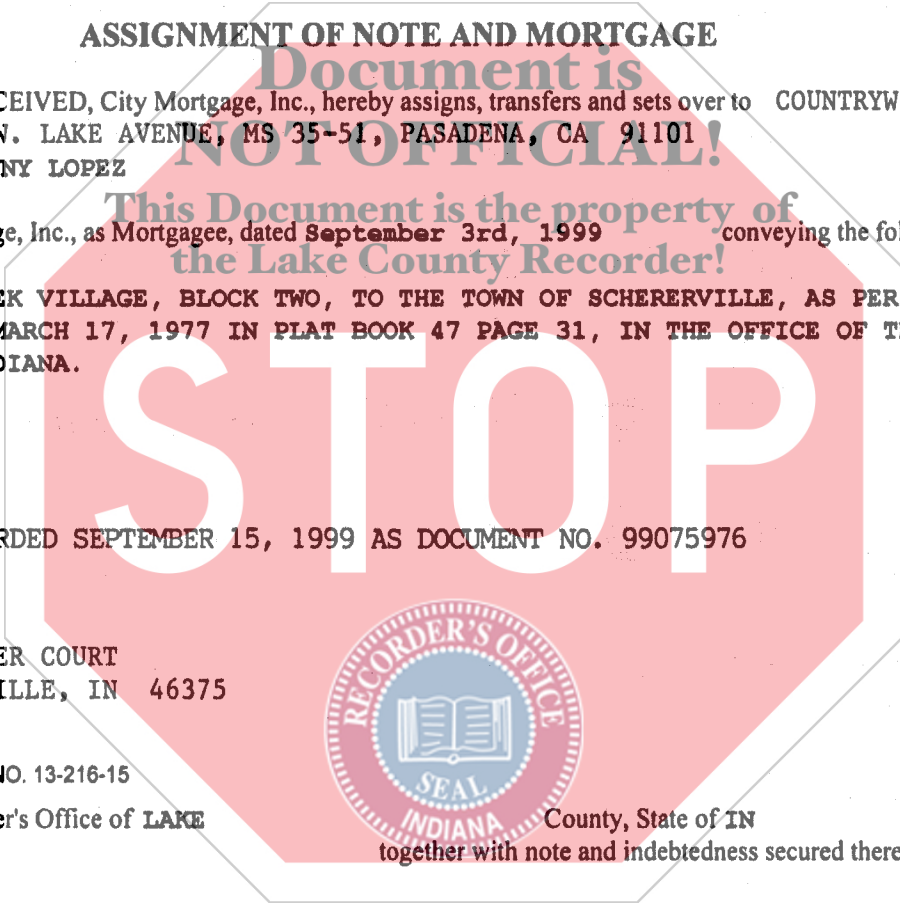 ASSIGNMENT OF NOTE AND MORTGAGE
Document is
CEIVED, City Mortgage, Inc., hereby assigns, transfers and sets over to COUNTRYW
N. LAKE AVENUE, MS 35-51, PASADENA, CA 91101
NOT OFFICIAL!
NY LOPEZ
This Document is the property of
ge, Inc., as Mortgagee, dated September 3rd, 1999 conveying the fol
the Lake County Recorder!
EK VILLAGE, BLOCK TWO, TO THE TOWN OF SCHERERVILLE, AS PER
MARCH 17, 1977 IN PLAT BOOK 47 PAGE 31, IN THE OFFICE OF T
DIANA.
STOP
RDED SEPTEMBER 15, 1999 AS DOCUMENT NO. 99075976
RECORDER'S OFFICE
ER COURT
ILLE, IN 46375
SEAL
NO. 13-216-15
INDIANA
er's Office of LAKE County, State of IN
together with note and indebtedness secured there